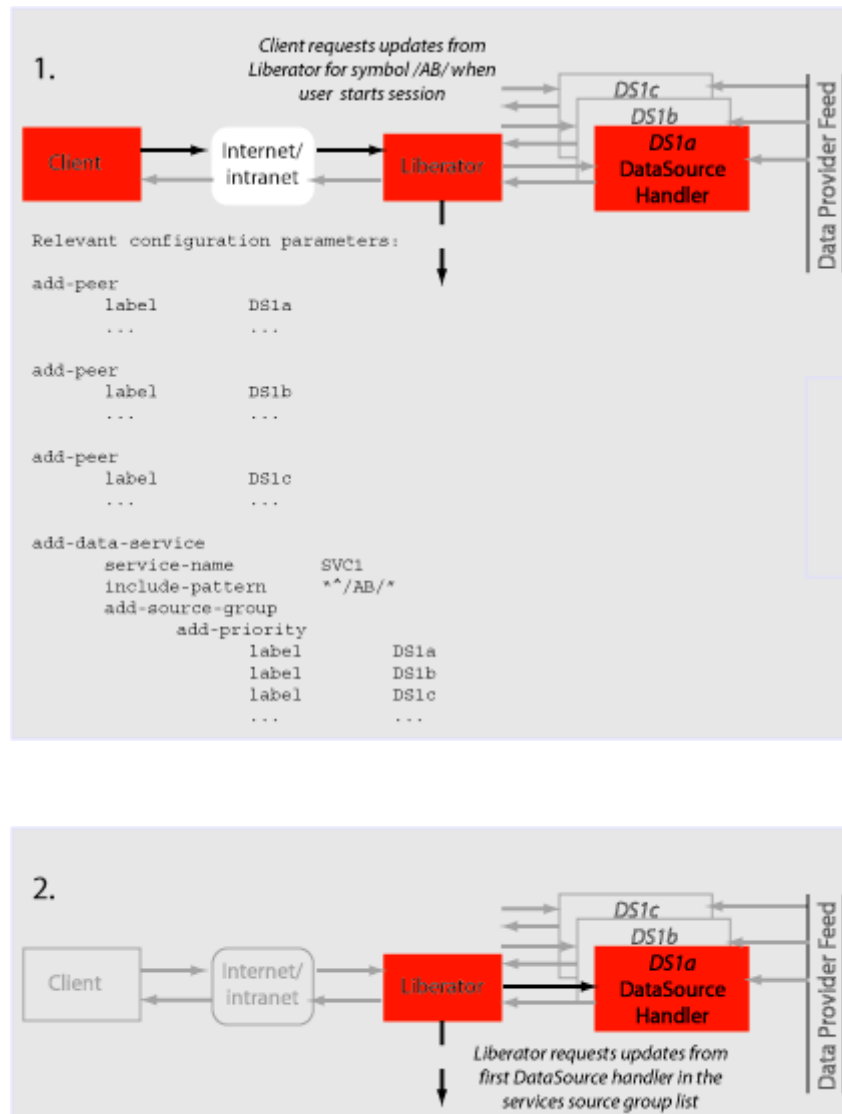 1.
Client requests updates from
Liberator for symbol /AB/ when
user starts session
DS1c
DS1b
DS1a
DataSource
Handler
Client
Internet/
intranet
Liberator
Data Provider Feed
Relevant configuration parameters:
add-peer
label DS1a
... ...
add-peer
label DS1b
... ...
add-peer
label DS1c
... ...
add-data-service
service-name SVC1
include-pattern "^/AB/"
add-source-group
add-priority
label DS1a
label DS1b
label DS1c
... ...
2.
DS1c
DS1b
DS1a
DataSource
Handler
Client
Internet/
intranet
Liberator
Data Provider Feed
Liberator requests updates from
first DataSource handler in the
services source group list